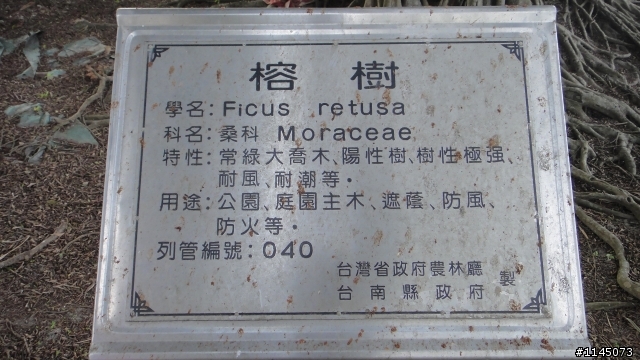 榕樹
學名:Ficus retusa
科名:桑科 Moraceae
特性:常綠大喬木、陽性樹、樹性極强、
耐風、耐潮等。
用途:公園、庭園主木、遮蔭、防風、
防火等。
列管編號:040
台灣省政府農林廳
台南縣政府 製
#1145073